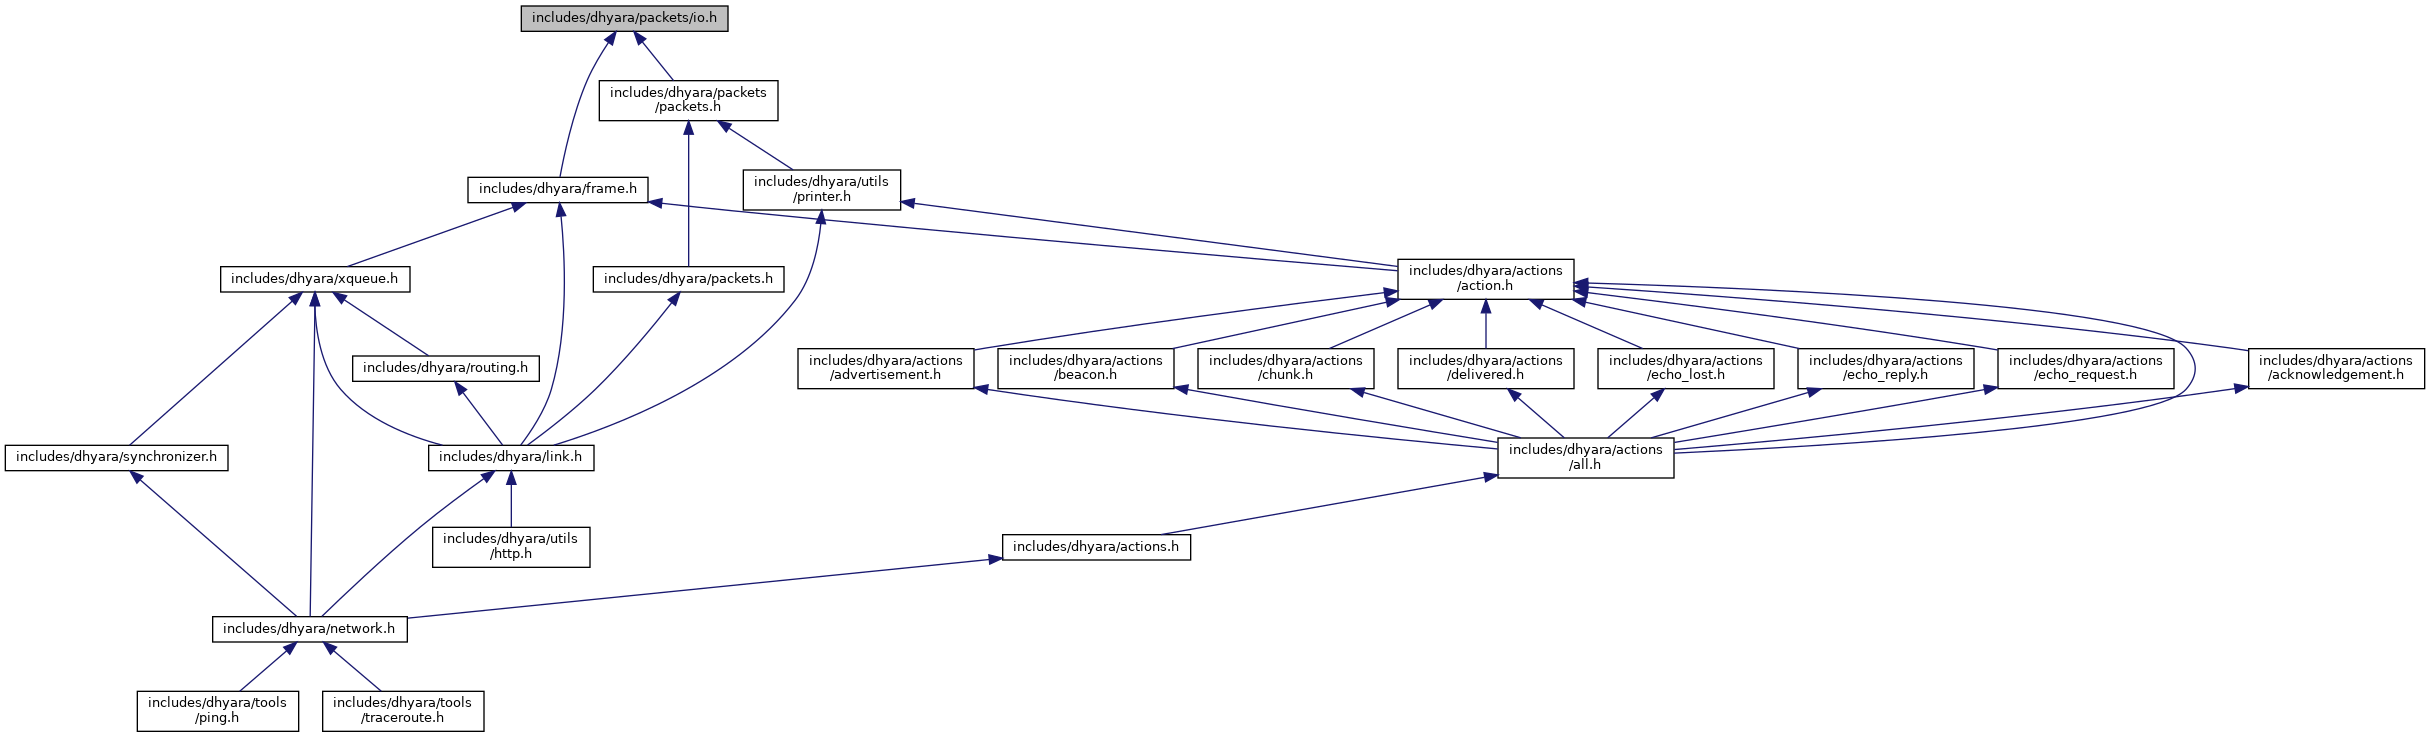 includes/dhyara/packets/io.h
includes/dhyara/packets
/packets.h
includes/dhyara/frame.h
includes/dhyara/utils
/printer.h
includes/dhyara/xqueue.h
includes/dhyara/packets.h
includes/dhyara/actions
/action.h
includes/dhyara/routing.h
includes/dhyara/actions
/advertisement.h
includes/dhyara/actions
/beacon.h
includes/dhyara/actions
/chunk.h
includes/dhyara/actions
/delivered.h
includes/dhyara/actions
/echo_lost.h
includes/dhyara/actions
/echo_reply.h
includes/dhyara/actions
/echo_request.h
includes/dhyara/actions
/acknowledgement.h
includes/dhyara/synchronizer.h
includes/dhyara/link.h
includes/dhyara/actions
/all.h
includes/dhyara/utils
/http.h
includes/dhyara/actions.h
includes/dhyara/network.h
includes/dhyara/tools
/ping.h
includes/dhyara/tools
/traceroute.h